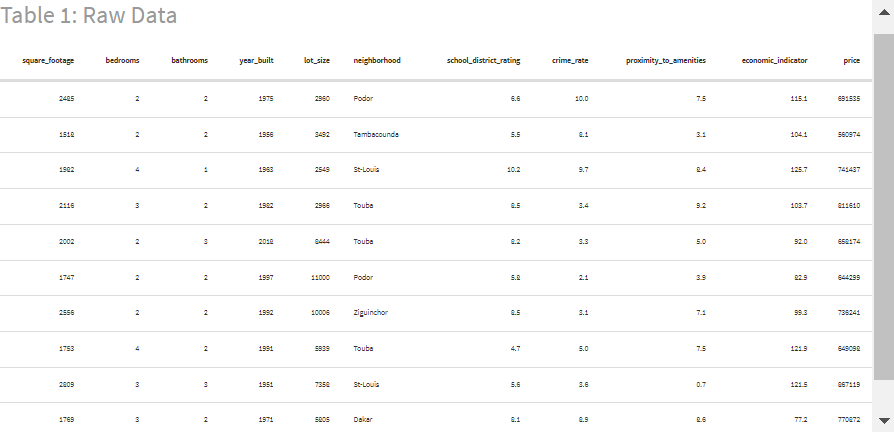 Table 1: Raw Data
square_footage bedrooms bathrooms year_built lot_size neighborhood school_district_rating crime_rate proximity_to_amenities economic_indicator price
2485 2 2 1975 2960 Podor 6.6 10.0 7.5 115.1 691535
1518 2 2 1956 3492 Tambacounda 5.5 8.1 3.1 104.1 560974
1982 4 1 1963 2549 St-Louis 10.2 9.7 8.4 125.7 741437
2116 3 2 1982 2966 Touba 8.5 3.4 9.2 103.7 811610
2002 2 3 2018 8444 Touba 8.2 3.3 5.0 92.0 658174
1747 2 2 1997 11000 Podor 5.8 2.1 3.9 82.9 644299
2556 2 2 1992 10006 Ziguinchor 8.5 3.1 7.1 99.3 736241
1753 4 2 1991 5939 Touba 4.7 5.0 7.5 121.9 649098
2809 3 3 1951 7358 St-Louis 5.6 3.6 0.7 121.5 867119
1769 3 2 1971 5805 Dakar 8.1 8.9 8.6 77.2 770872